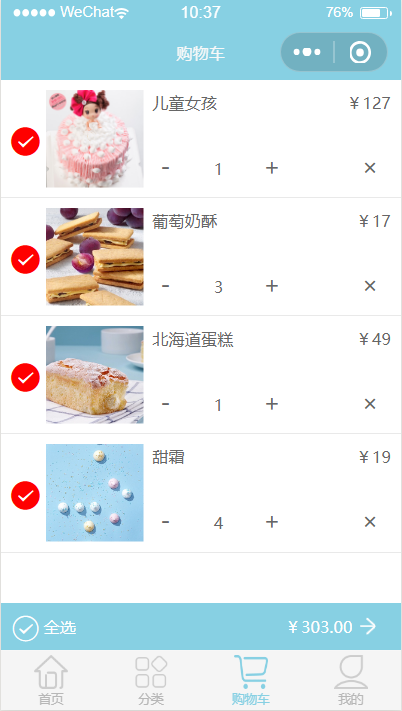 WeChat 10:37 76%
购物车
儿童女孩 ￥127
- 1 + ×
葡萄奶酥 ￥17
- 3 + ×
北海道蛋糕 ￥49
- 1 + ×
甜霜 ￥19
- 4 + ×
全选 ￥303.00
首页 分类 购物车 我的